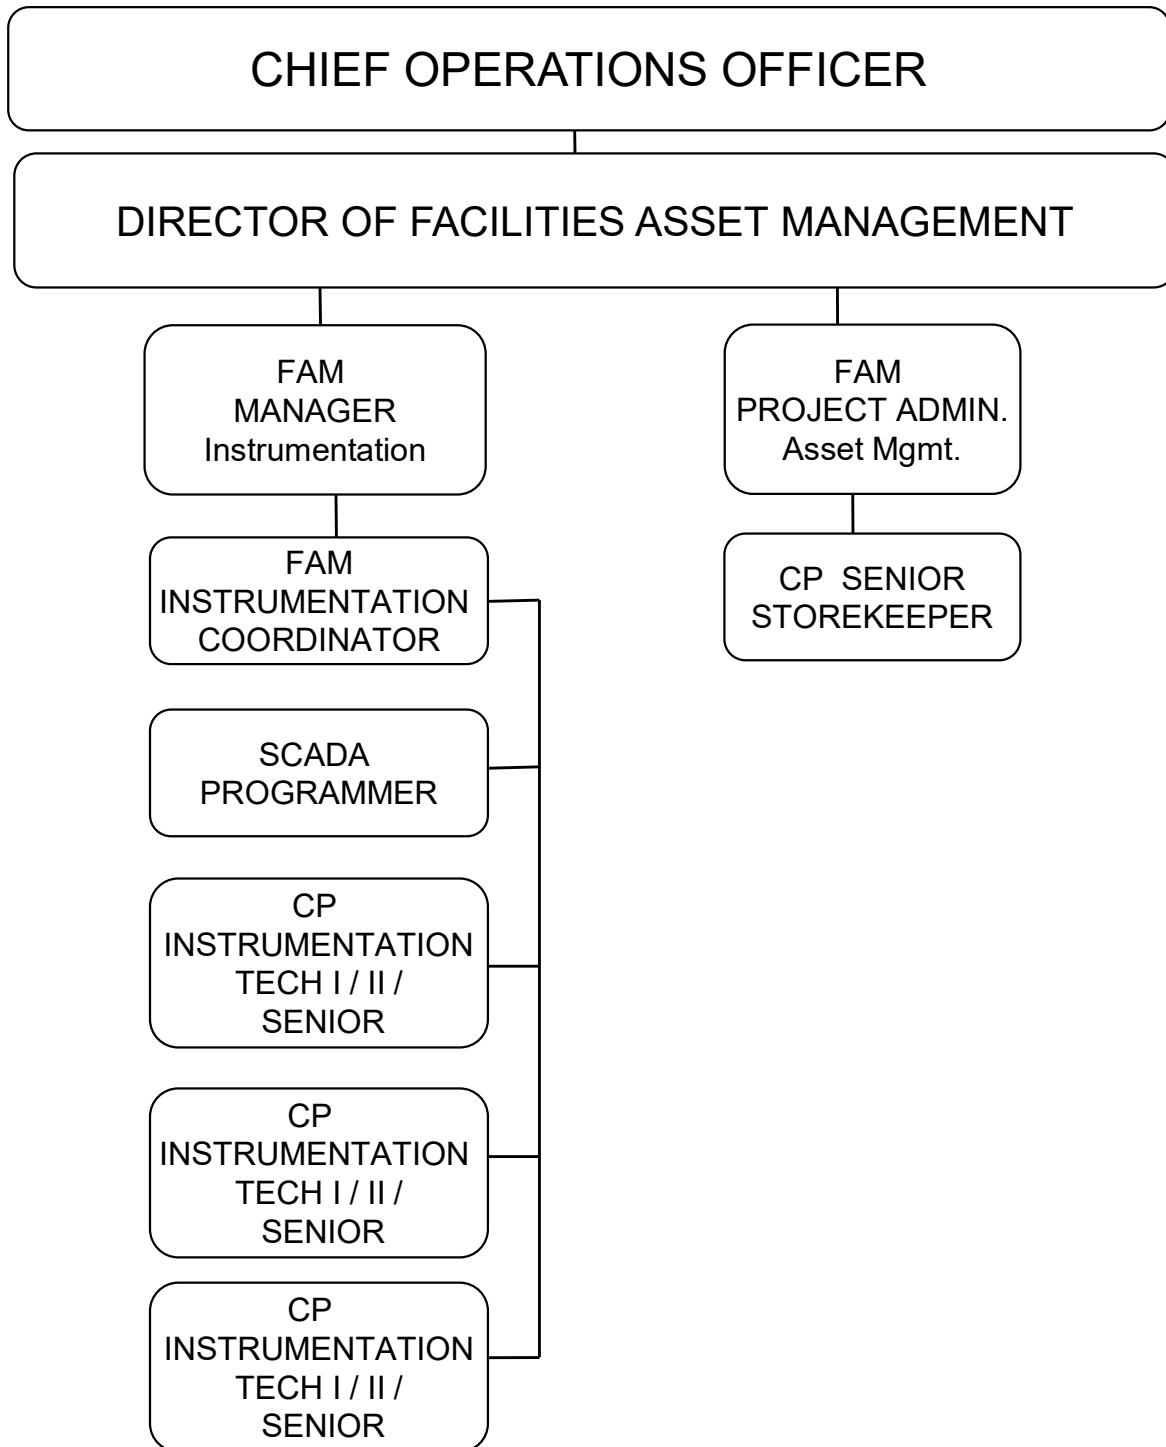 CHIEF OPERATIONS OFFICER
DIRECTOR OF FACILITIES ASSET MANAGEMENT
FAM
MANAGER
Instrumentation
FAM
PROJECT ADMIN.
Asset Mgmt.
FAM
INSTRUMENTATION
COORDINATOR
CP SENIOR
STOREKEEPER
SCADA
PROGRAMMER
CP
INSTRUMENTATION
TECH I / II /
SENIOR
CP
INSTRUMENTATION
TECH I / II /
SENIOR
CP
INSTRUMENTATION
TECH I / II /
SENIOR